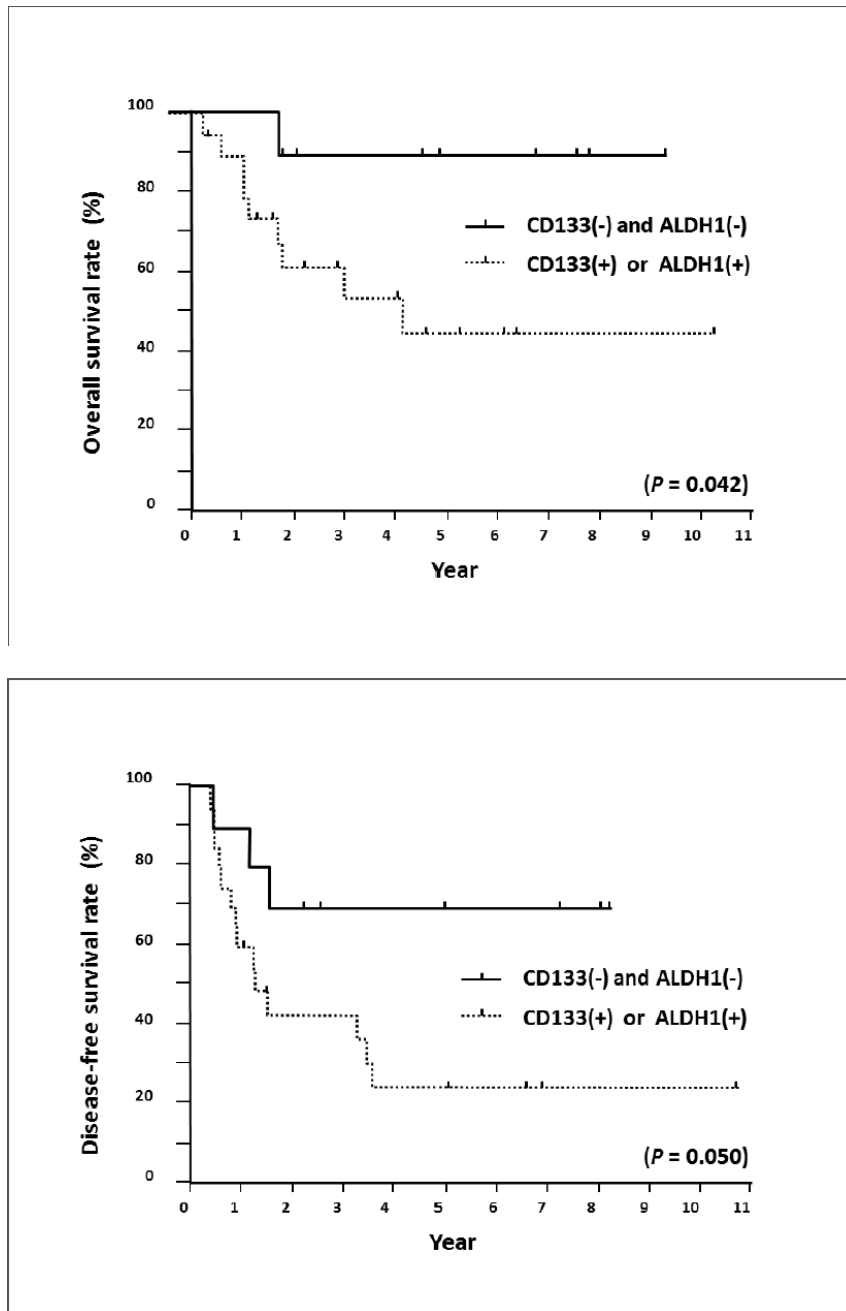 Overall survival rate (%)
100
80
60
40
20
0
CD133(-) and ALDH1(-)
CD133(+) or ALDH1(+)
(P = 0.042)
0 1 2 3 4 5 6 7 8 9 10 11
Year
Disease-free survival rate (%)
100
80
60
40
20
0
CD133(-) and ALDH1(-)
CD133(+) or ALDH1(+)
(P = 0.050)
0 1 2 3 4 5 6 7 8 9 10 11
Year